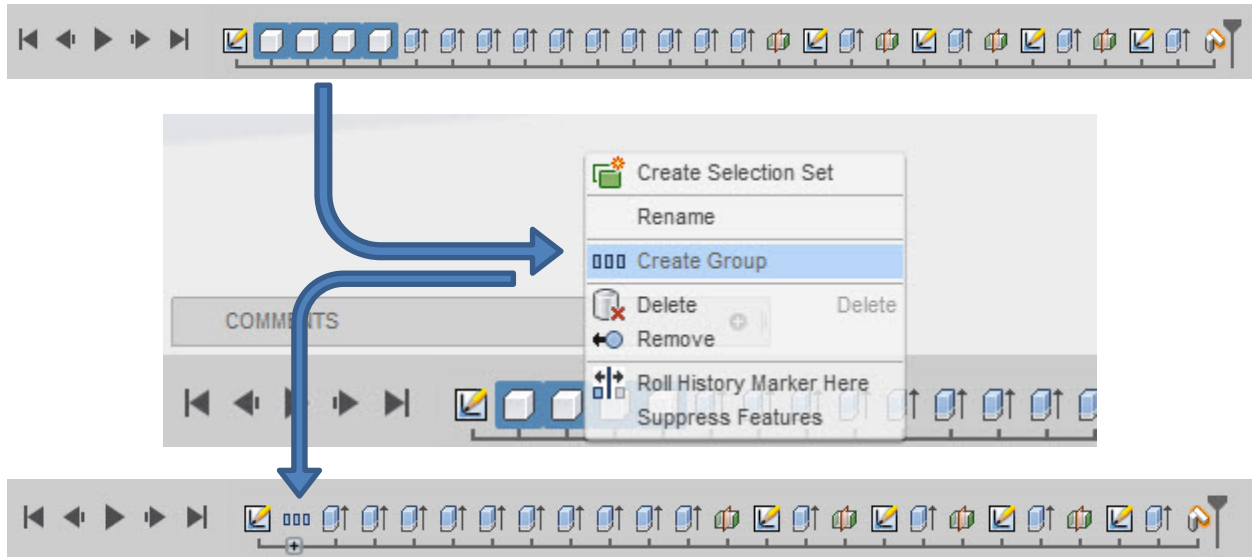 Create Selection Set
Rename
Create Group
Delete Delete
COMMENTS
Remove
Roll History Marker Here
Suppress Features